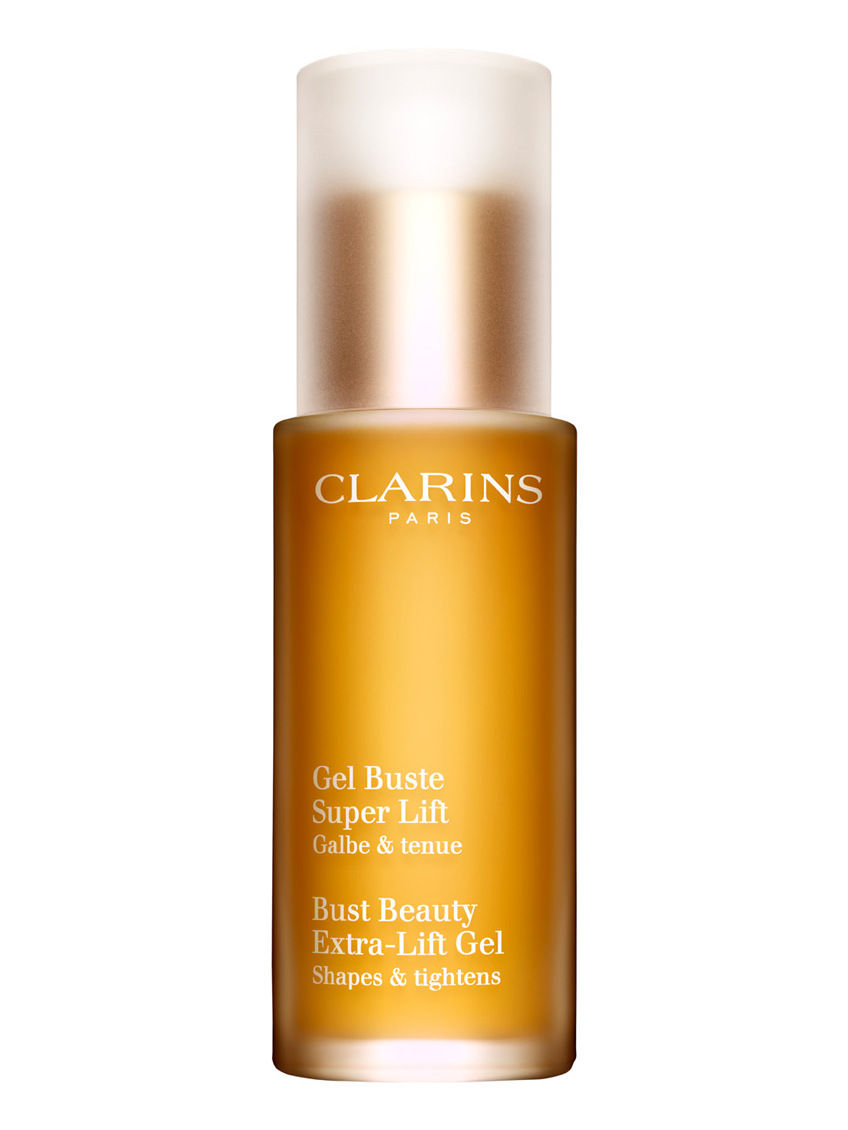 CLARINS
PARIS
Gel Buste
Super Lift
Galbe & tenue
Bust Beauty
Extra-Lift Gel
Shapes & tightens